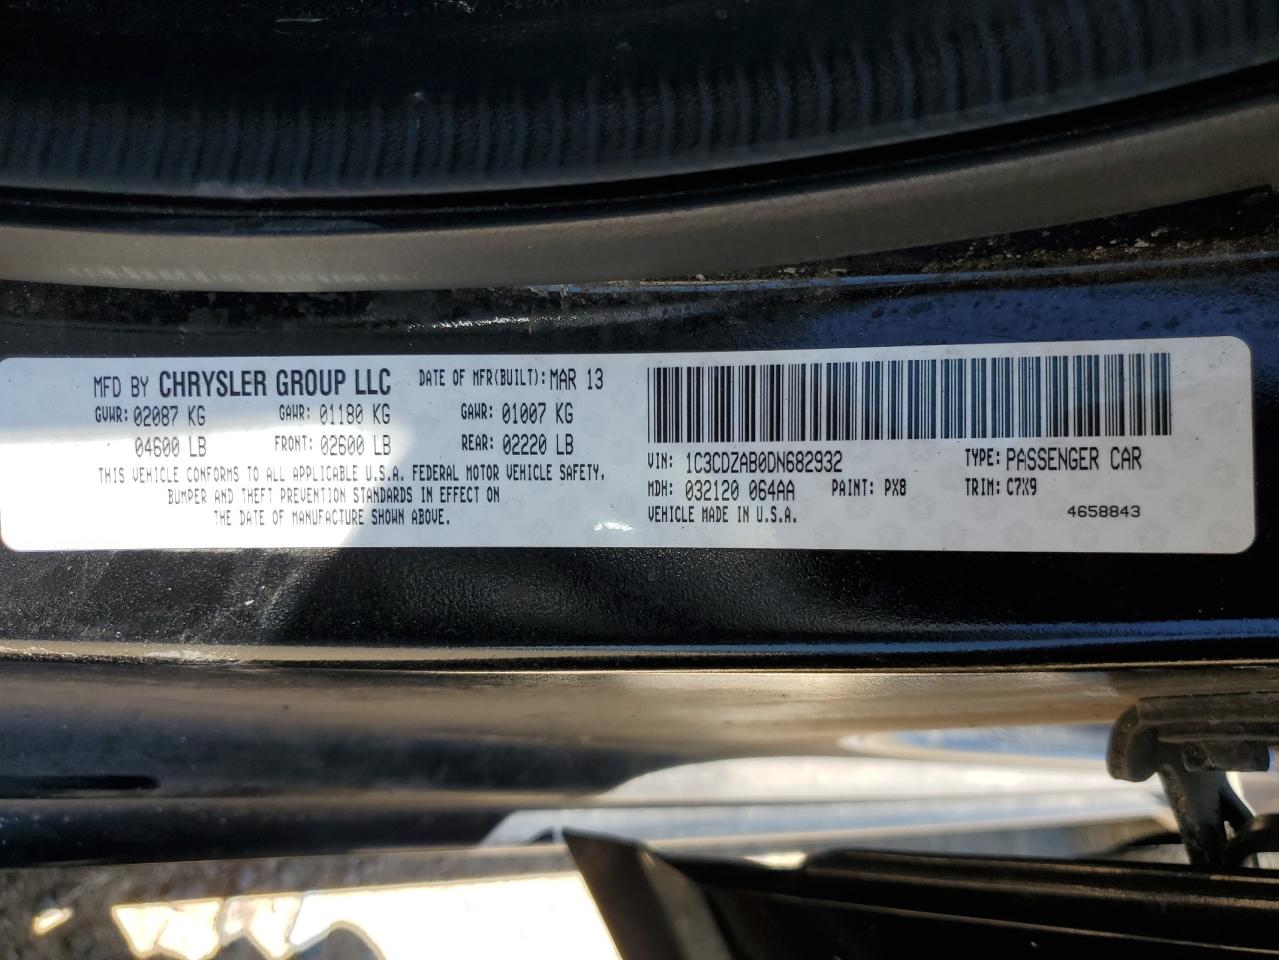 MFD BY CHRYSLER GROUP LLC DATE OF MFR(BUILT): MAR 13
GVWR: 02087 KG GAWR: 01180 KG GAWR: 01007 KG
04600 LB FRONT: 02600 LB REAR: 02220 LB
THIS VEHICLE CONFORMS TO ALL APPLICABLE U.S.A. FEDERAL MOTOR VEHICLE SAFETY,
BUMPER AND THEFT PREVENTION STANDARDS IN EFFECT ON
THE DATE OF MANUFACTURE SHOWN ABOVE.
VIN: 1C3CDZAB0DN682932 TYPE: PASSENGER CAR
MDH: 032120 064AA PAINT: PX8 TRIM: C7X9
VEHICLE MADE IN U.S.A. 4658843